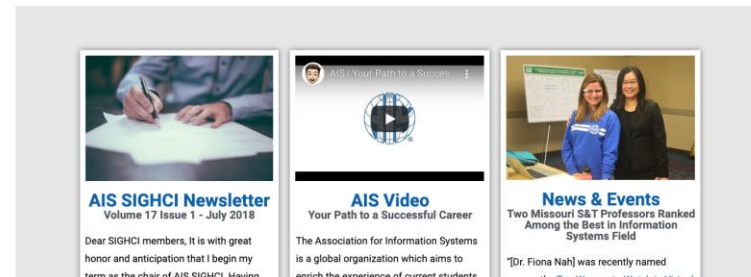 AIS | Your Path to a Succes...
AIS SIGHCI Newsletter
Volume 17 Issue 1 - July 2018
Dear SIGHCI members, It is with great
honor and anticipation that I begin my
term as the chair of AIS SIGHCI. Having
AIS Video
Your Path to a Successful Career
The Association for Information Systems
is a global organization which aims to
enrich the experience of current students
News & Events
Two Missouri S&T Professors Ranked
Among the Best in Information
Systems Field
"[Dr. Fiona Nah] was recently named